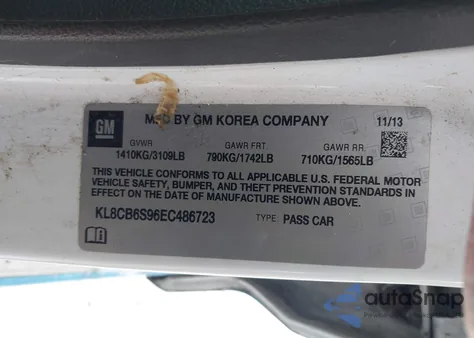 GM
MFD BY GM KOREA COMPANY
11/13
GVWR
GAWR FRT.
GAWR RR.
1410KG/3109LB
790KG/1742LB
710KG/1565LB
THIS VEHICLE CONFORMS TO ALL APPLICABLE U.S. FEDERAL MOTOR
VEHICLE SAFETY, BUMPER, AND THEFT PREVENTION STANDARDS IN
EFFECT ON THE DATE OF MANUFACTURE SHOWN ABOVE.
KL8CB6S96EC486723
TYPE: PASS CAR
autoSnap